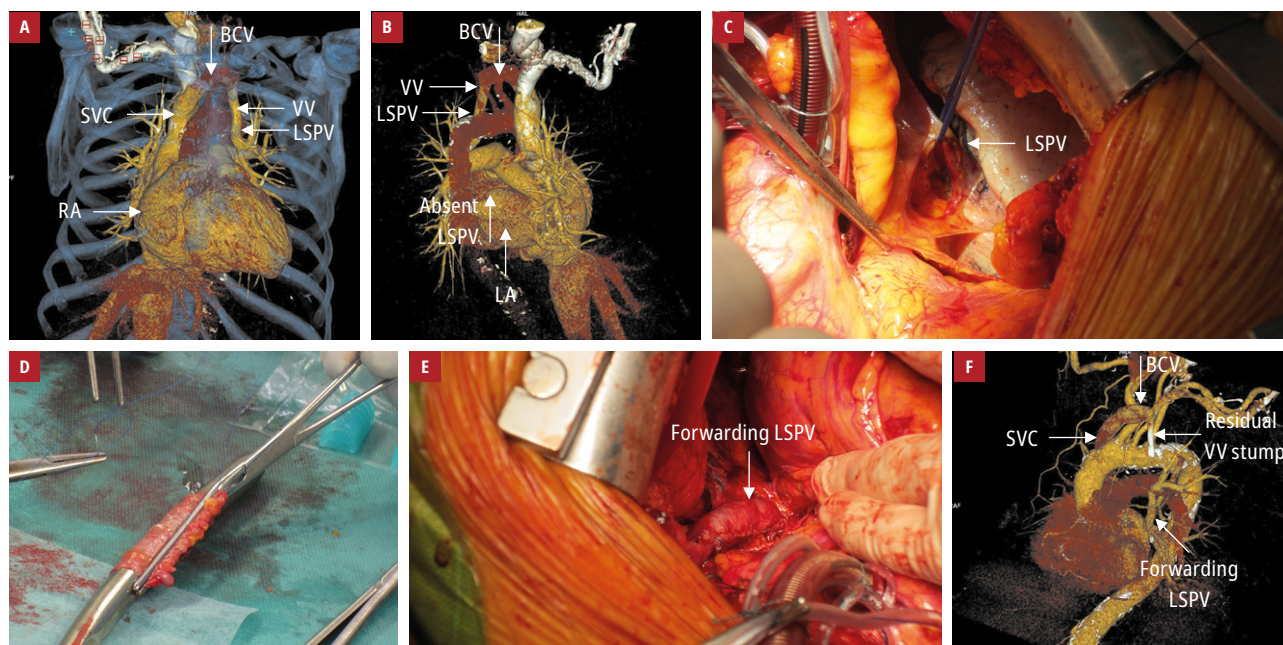 A
BCV
SVC
VV
LSPV
RA
B
HAL
BCV
VV
LSPV
Absent
LSPV
LA
C
LSPV
D
E
Forwarding LSPV
F
BCV
SVC
Residual
VV stump
Forwarding
LSPV